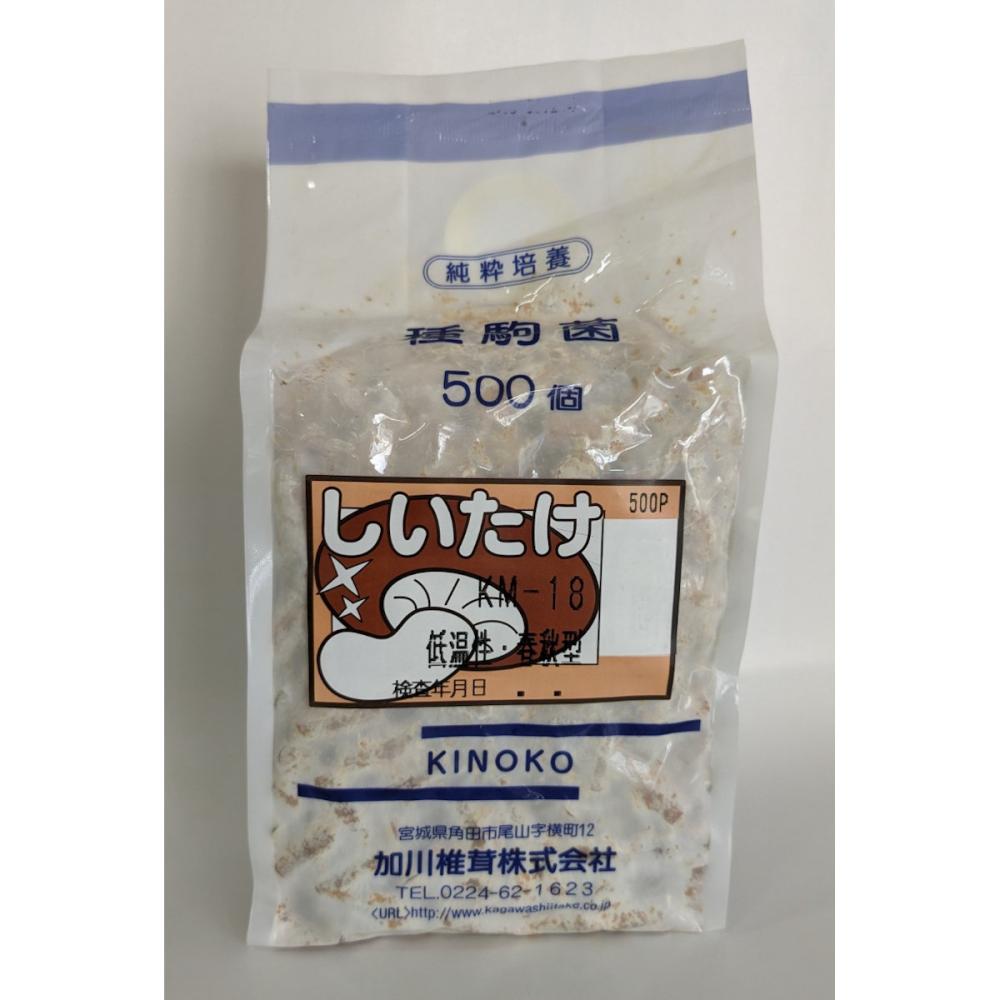 純粋培養
種駒菌
500個
しいたけ
500P
KM-18
低温性・春秋型
検査年月日 . .
KINOKO
宮城県角田市尾山字横町12
加川椎茸株式会社
TEL.0224-62-1623
〈URL〉http://www.kagawashiitake.co.jp